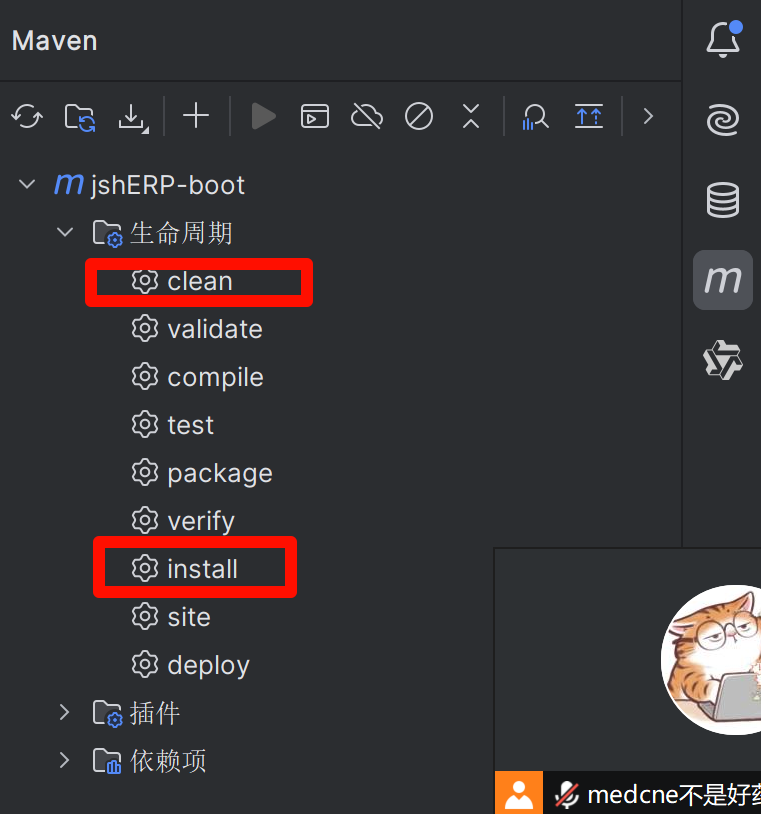 Maven
m jshERP-boot
生命周期
clean
validate
compile
test
package
verify
install
site
deploy
插件
依赖项
m
medcne不是好